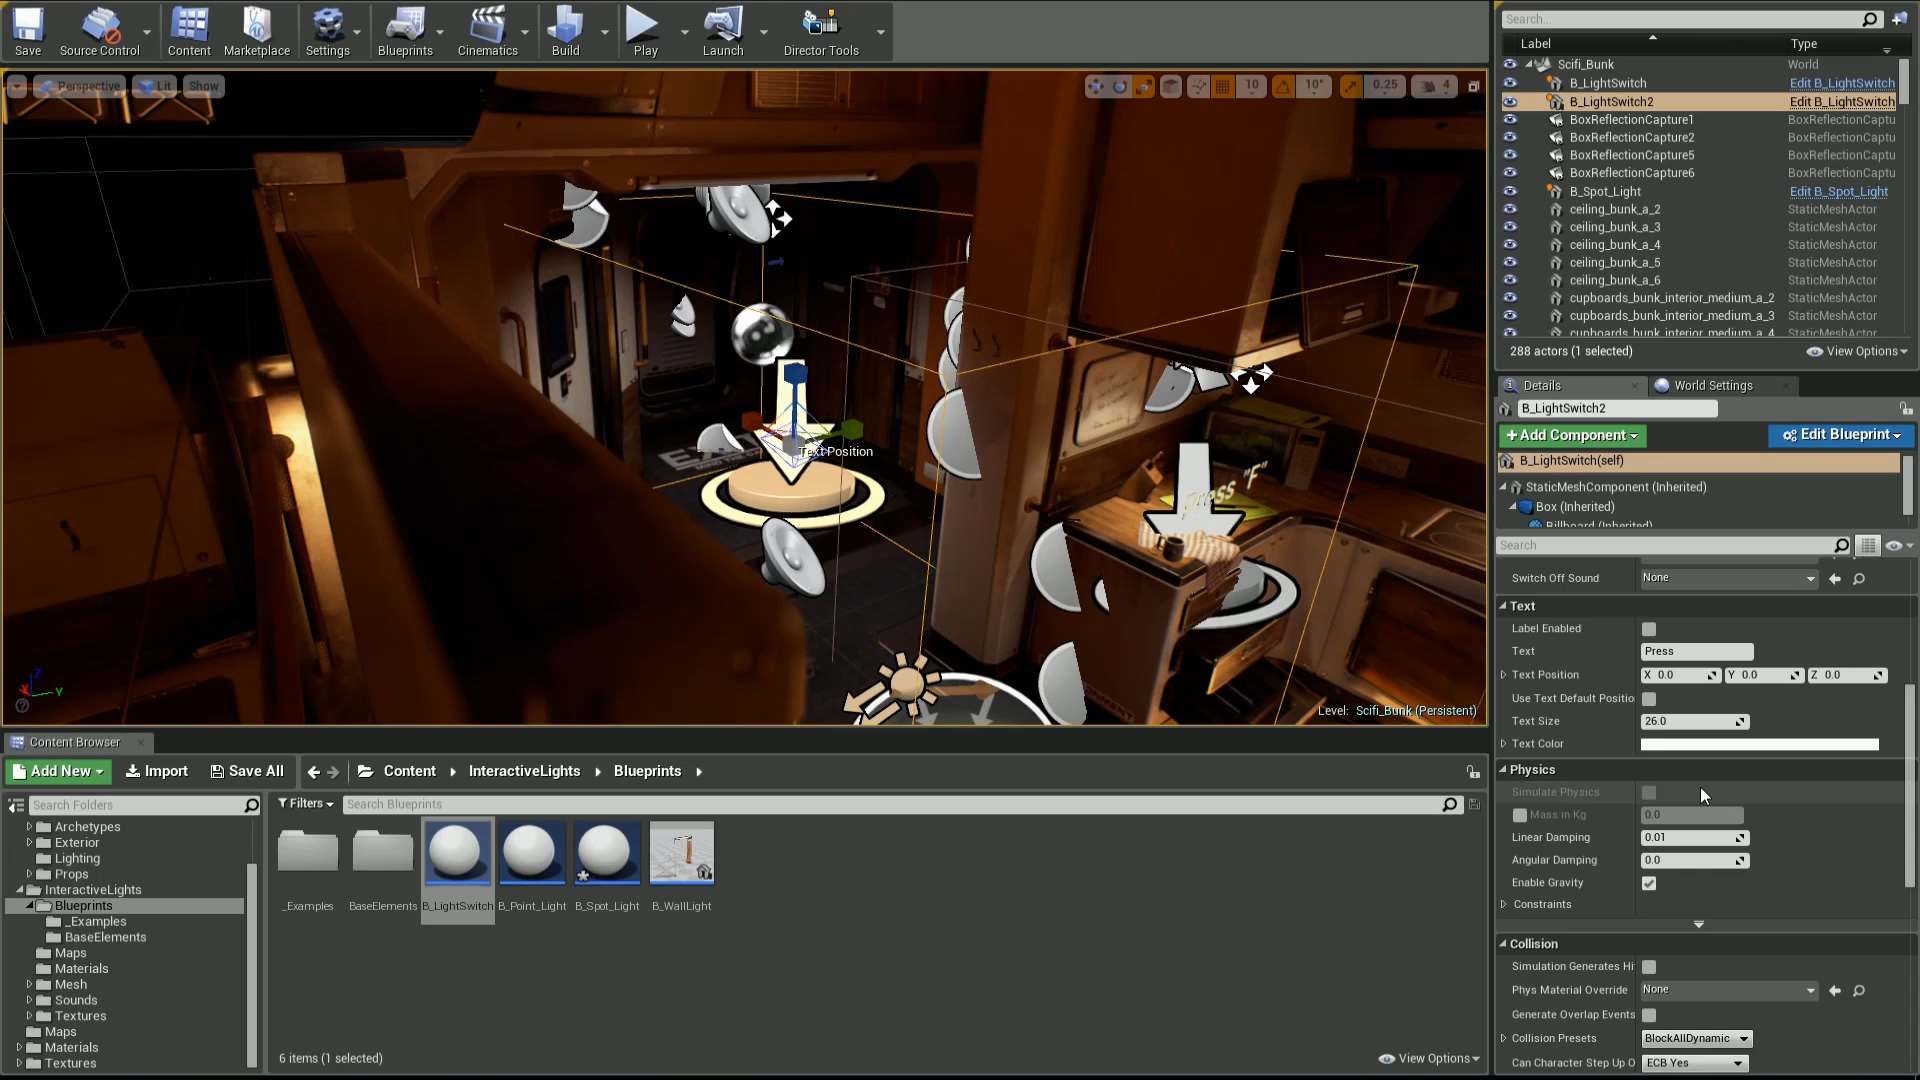 Save
Source Control
Content
Marketplace
Settings
Blueprints
Cinematics
Build
Play
Launch
Director Tools
Perspective
Lit
Show
10
10°
0.25
4
Text Position
press "F"
Level: Scifi_Bunk (Persistent)
Z
X
Y
Search...
Label
Type
Scifi_Bunk
World
B_LightSwitch
Edit B_LightSwitch
B_LightSwitch2
Edit B_LightSwitch
BoxReflectionCapture1
BoxReflectionCaptu
BoxReflectionCapture2
BoxReflectionCaptu
BoxReflectionCapture5
BoxReflectionCaptu
BoxReflectionCapture6
BoxReflectionCaptu
B_Spot_Light
Edit B_Spot_Light
ceiling_bunk_a_2
StaticMeshActor
ceiling_bunk_a_3
StaticMeshActor
ceiling_bunk_a_4
StaticMeshActor
ceiling_bunk_a_5
StaticMeshActor
ceiling_bunk_a_6
StaticMeshActor
cupboards_bunk_interior_medium_a_2
StaticMeshActor
cupboards_bunk_interior_medium_a_3
StaticMeshActor
cupboards_bunk_interior_medium_a_4
StaticMeshActor
288 actors (1 selected)
View Options
Details
World Settings
B_LightSwitch2
Add Component
Edit Blueprint
B_LightSwitch(self)
StaticMeshComponent (Inherited)
Box (Inherited)
Billboard (Inherited)
Search
Switch Off Sound
None
Text
Label Enabled
Text
Press
Text Position
X 0.0
Y 0.0
Z 0.0
Use Text Default Positio
Text Size
26.0
Text Color
Physics
Simulate Physics
Mass in Kg
0.0
Linear Damping
0.01
Angular Damping
0.0
Enable Gravity
Constraints
Collision
Simulation Generates Hi
Phys Material Override
None
Generate Overlap Events
Collision Presets
BlockAllDynamic
Can Character Step Up O
ECB Yes
Content Browser
Add New
Import
Save All
Content
InteractiveLights
Blueprints
Search Folders
Filters
Search Blueprints
Archetypes
Exterior
Lighting
Props
InteractiveLights
Blueprints
_Examples
BaseElements
Maps
Materials
Mesh
Sounds
Textures
Maps
Materials
Textures
_Examples
BaseElements
B_LightSwitch
B_Point_Light
B_Spot_Light
B_WallLight
6 items (1 selected)
View Options